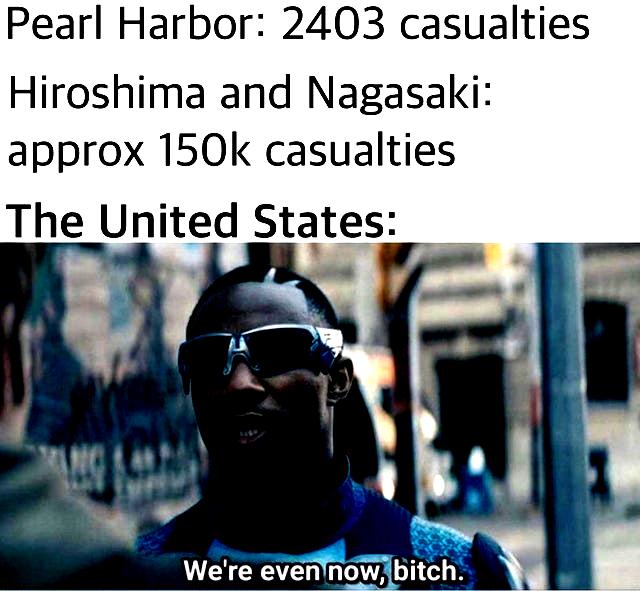 Pearl Harbor: 2403 casualties
Hiroshima and Nagasaki:
approx 150k casualties
The United States:
We're even now, bitch.